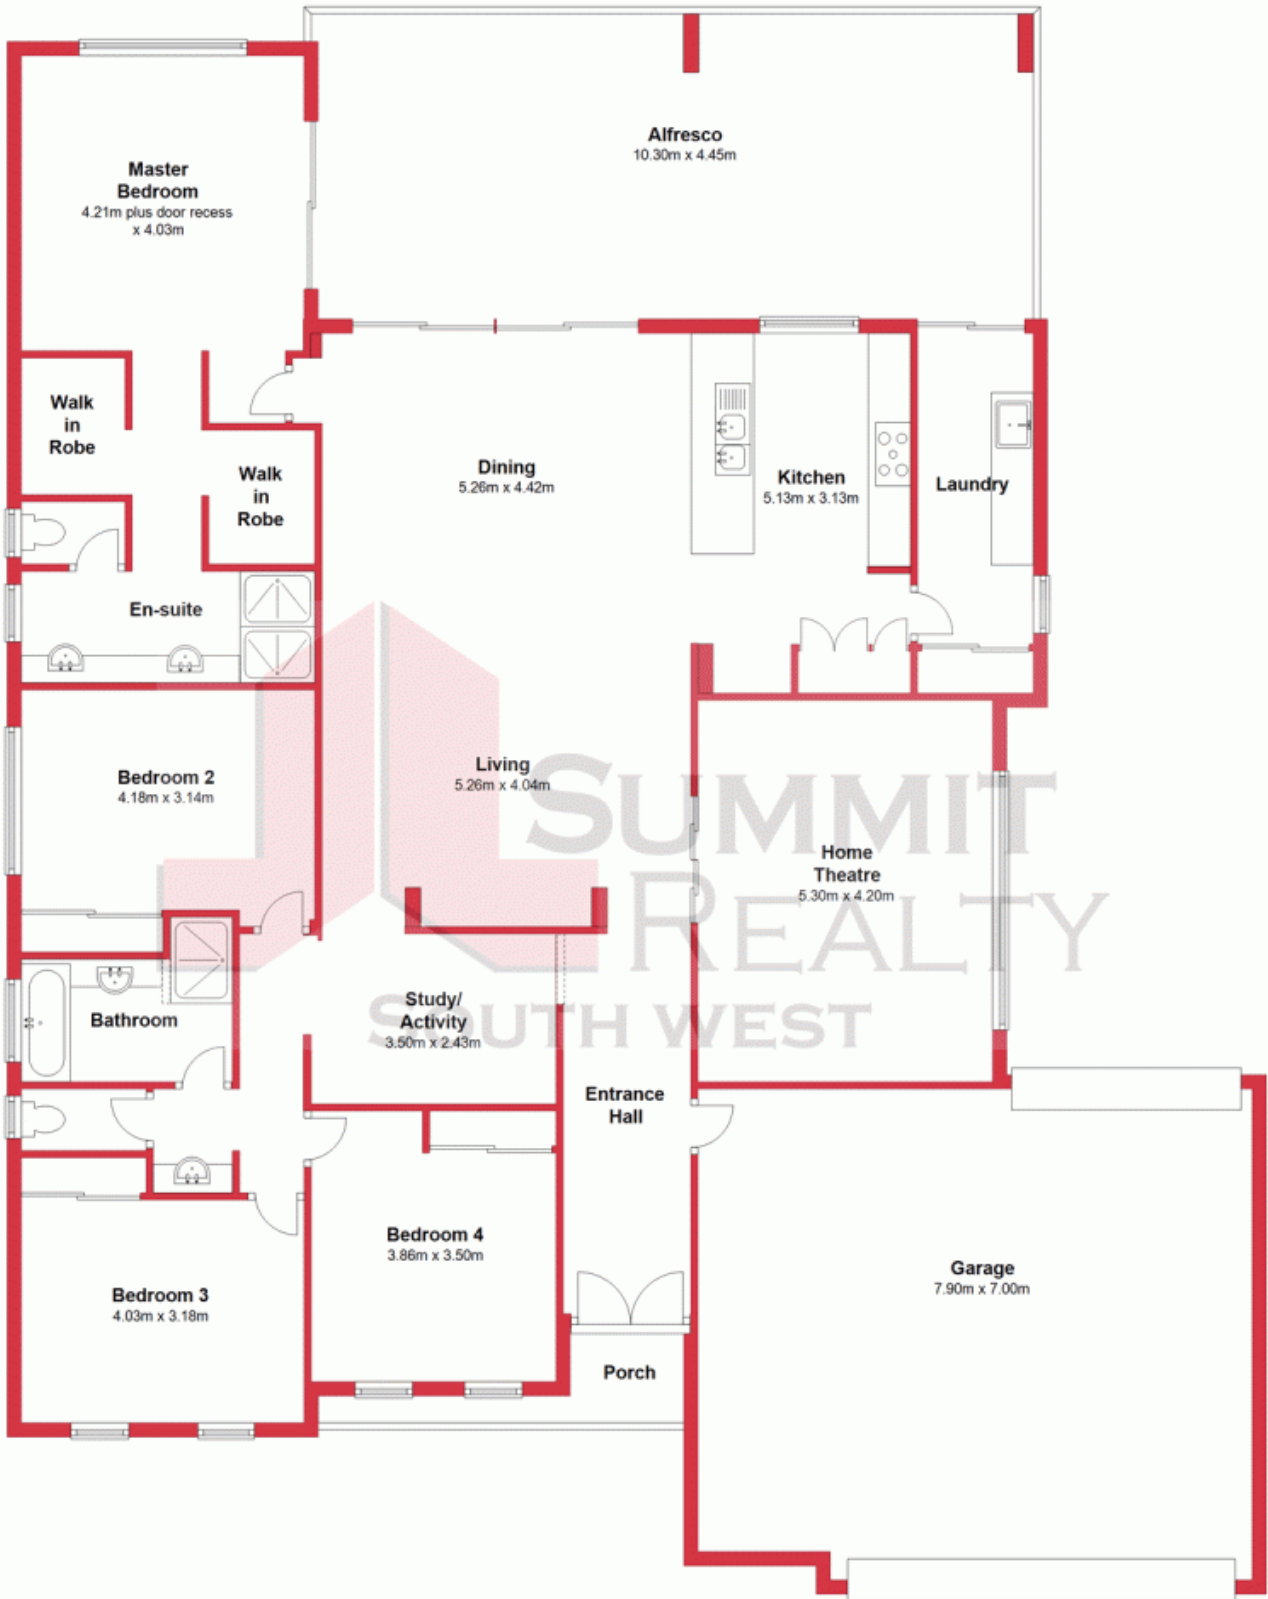 Alfresco
10.30m x 4.45m
Master
Bedroom
4.21m plus door recess
x 4.03m
Walk
in
Robe
Walk
in
Robe
Dining
5.26m x 4.42m
Kitchen
5.13m x 3.13m
Laundry
En-suite
Bedroom 2
4.18m x 3.14m
Living
5.26m x 4.04m
Home
Theatre
5.30m x 4.20m
SUMMIT
REALTY
SOUTH WEST
Bathroom
Study/
Activity
3.50m x 2.43m
Entrance
Hall
Bedroom 4
3.86m x 3.50m
Bedroom 3
4.03m x 3.18m
Garage
7.90m x 7.00m
Porch